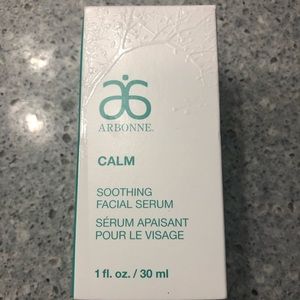 ARBONNE.
CALM
SOOTHING
FACIAL SERUM
SÉRUM APAISANT
POUR LE VISAGE
1 fl. oz. / 30 ml